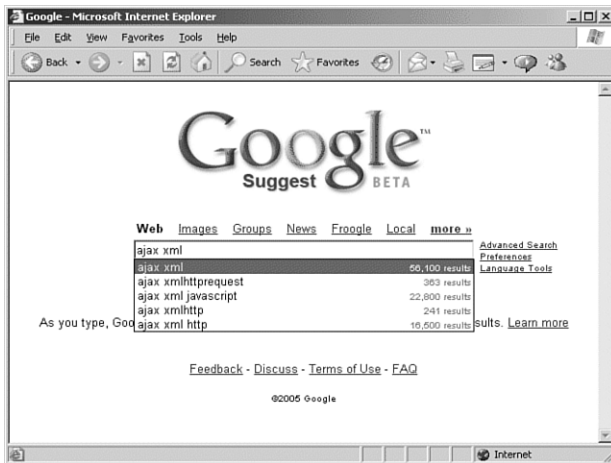 Google - Microsoft Internet Explorer
File Edit View Favorites Tools Help
Back Search Favorites
Google™
Suggest BETA
Web Images Groups News Froogle Local more »
ajax xml
Advanced Search
Preferences
Language Tools
ajax xml 56,100 results
ajax xmlhttprequest 363 results
ajax xml javascript 22,800 results
ajax xmlhttp 241 results
ajax xml http 16,500 results
As you type, Goo sults. Learn more
Feedback - Discuss - Terms of Use - FAQ
©2005 Google
Internet